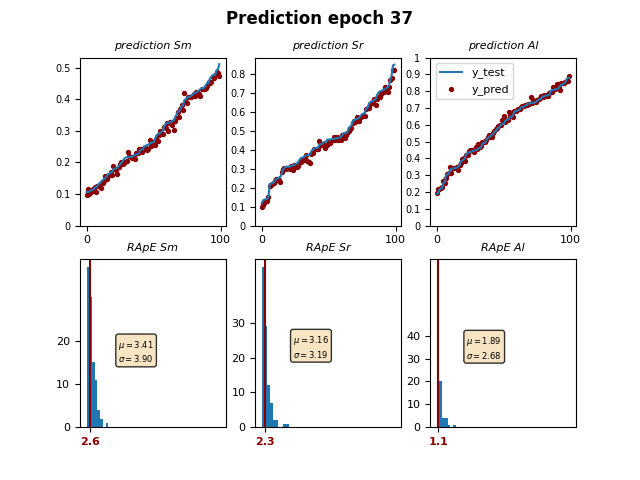 Prediction epoch 37
prediction Sm
prediction Sr
prediction Al
0.5
0.4
0.3
0.2
0.1
0
0 100
0.8
0.7
0.6
0.5
0.4
0.3
0.2
0.1
0
0 100
1
0.9
0.8
0.7
0.6
0.5
0.4
0.3
0.2
0.1
0
0 100
y_test
y_pred
RApE Sm
RApE Sr
RApE Al
20
10
0
μ = 3.41
σ = 3.90
2.6
30
20
10
0
μ = 3.16
σ = 3.19
2.3
40
30
20
10
0
μ = 1.89
σ = 2.68
1.1